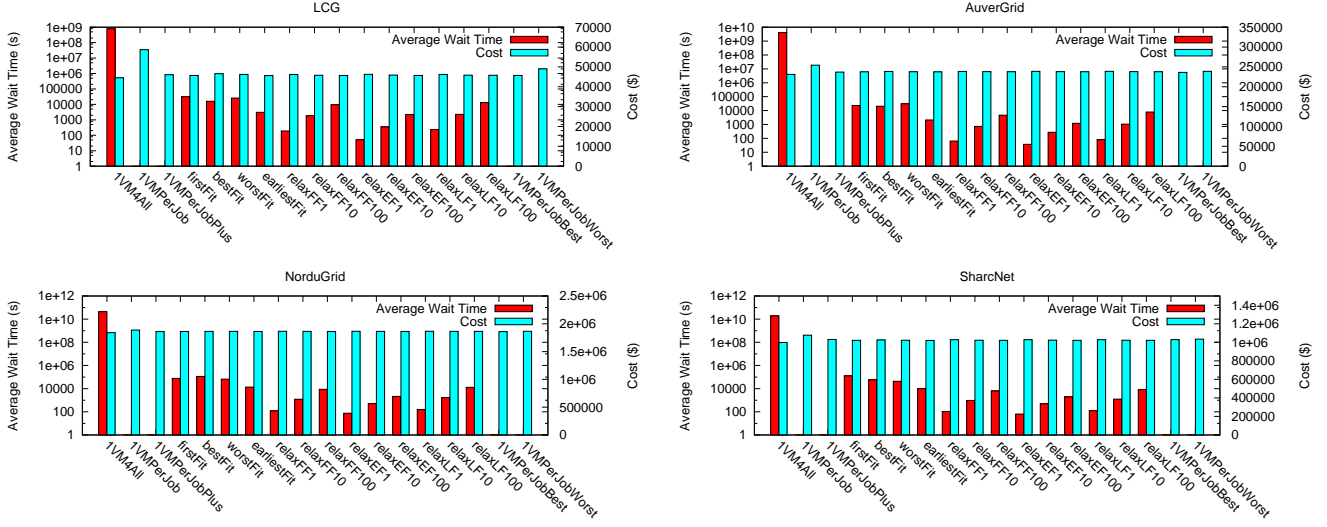 LCG
Average Wait Time (s)
1e+09
1e+08
1e+07
1e+06
100000
10000
1000
100
10
1
70000
60000
50000
40000
30000
20000
10000
0
Cost ($)
Average Wait Time
Cost
1VM4All
1VMPerJob
1VMPerJobPlus
firstFit
bestFit
worstFit
earliestFit
relaxFF1
relaxFF10
relaxFF100
relaxEF1
relaxEF10
relaxEF100
relaxLF1
relaxLF10
relaxLF100
1VMPerJobBest
1VMPerJobWorst
AuverGrid
Average Wait Time (s)
1e+10
1e+09
1e+08
1e+07
1e+06
100000
10000
1000
100
10
1
350000
300000
250000
200000
150000
100000
50000
0
Cost ($)
Average Wait Time
Cost
1VM4All
1VMPerJob
1VMPerJobPlus
firstFit
bestFit
worstFit
earliestFit
relaxFF1
relaxFF10
relaxFF100
relaxEF1
relaxEF10
relaxEF100
relaxLF1
relaxLF10
relaxLF100
1VMPerJobBest
1VMPerJobWorst
NorduGrid
Average Wait Time (s)
1e+12
1e+10
1e+08
1e+06
10000
100
1
2.5e+06
2e+06
1.5e+06
1e+06
500000
0
Cost ($)
Average Wait Time
Cost
1VM4All
1VMPerJob
1VMPerJobPlus
firstFit
bestFit
worstFit
earliestFit
relaxFF1
relaxFF10
relaxFF100
relaxEF1
relaxEF10
relaxEF100
relaxLF1
relaxLF10
relaxLF100
1VMPerJobBest
1VMPerJobWorst
SharcNet
Average Wait Time (s)
1e+12
1e+10
1e+08
1e+06
10000
100
1
1.4e+06
1.2e+06
1e+06
800000
600000
400000
200000
0
Cost ($)
Average Wait Time
Cost
1VM4All
1VMPerJob
1VMPerJobPlus
firstFit
bestFit
worstFit
earliestFit
relaxFF1
relaxFF10
relaxFF100
relaxEF1
relaxEF10
relaxEF100
relaxLF1
relaxLF10
relaxLF100
1VMPerJobBest
1VMPerJobWorst